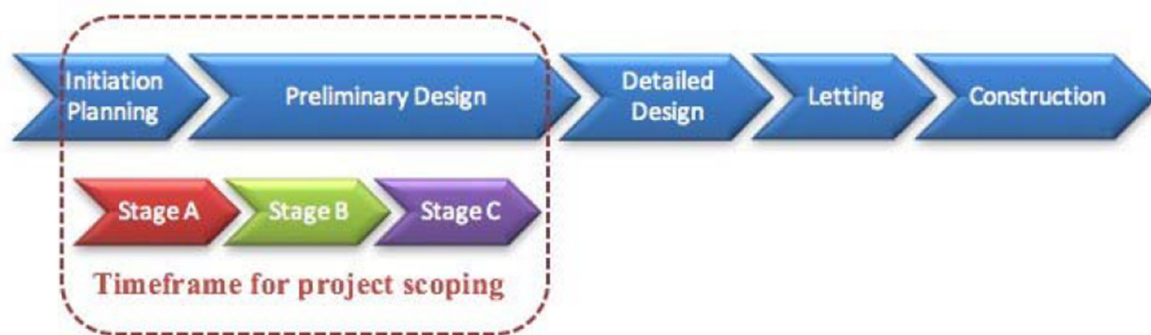 Initiation
Planning
Preliminary Design
Detailed
Design
Letting
Construction
Stage A
Stage B
Stage C
Timeframe for project scoping